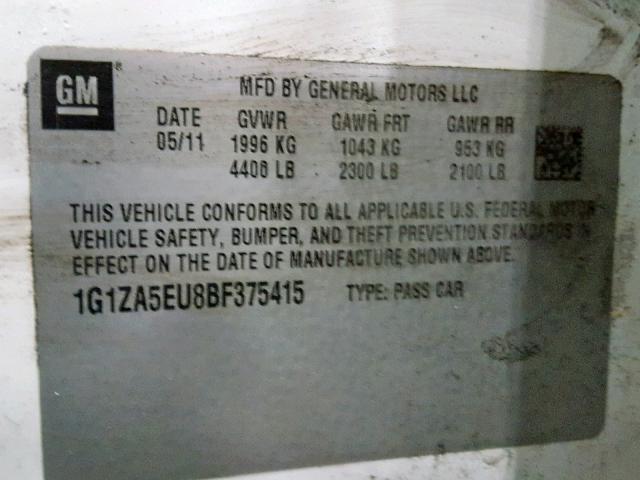 GM
MFD BY GENERAL MOTORS LLC
DATE GVWR GAWR FRT GAWR RR
05/11 1996 KG 1043 KG 953 KG
4406 LB 2300 LB 2100 LB
THIS VEHICLE CONFORMS TO ALL APPLICABLE U.S. FEDERAL MOTOR
VEHICLE SAFETY, BUMPER, AND THEFT PREVENTION STANDARDS IN
EFFECT ON THE DATE OF MANUFACTURE SHOWN ABOVE.
1G1ZA5EU8BF375415 TYPE: PASS CAR